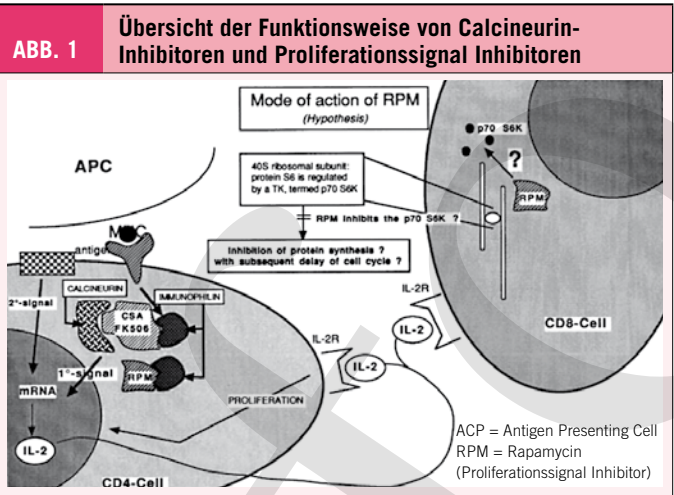 ABB. 1
Übersicht der Funktionsweise von Calcineurin-
Inhibitoren und Proliferationssignal Inhibitoren
Mode of action of RPM
(Hypothesis)
APC
40S ribosomal subunit:
protein S6 is regulated
by a TK, termed p70 S6K
RPM inhibits the p70 S6K ?
Inhibition of protein synthesis ?
with subsequent delay of cell cycle ?
p70 S6K
?
RPM
CD8-Cell
IL-2R
IL-2
IL-2R
IL-2
antigen
CALCINEURIN
IMMUNOPHILIN
2°-signal
CSA
FK506
1°-signal
RPM
mRNA
PROLIFERATION
IL-2
CD4-Cell
ACP = Antigen Presenting Cell
RPM = Rapamycin
(Proliferationssignal Inhibitor)